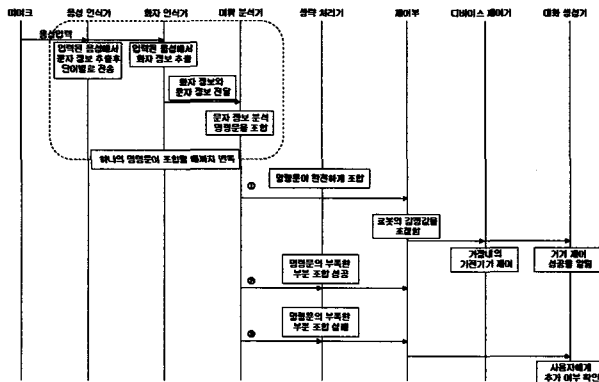 마이크
음성 인식기
화자 인식기
어휘 분석기
생략 처리기
제어부
디바이스 제어기
대화 생성기
음성입력
입력된 음성에서
문자 정보 추출후
단어별로 전송
입력된 음성에서
화자 정보 추출
화자 정보와
문자 정보 전달
문자 정보 분석
명령문을 조합
하나의 명령문이 조합될 때까지 반복
①
명령문이 완전하게 조합
로봇의 감정값을
조절함
가정내의
가전기기 제어
기기 제어
성공을 알림
②
명령문의 부족한
부분 조합 성공
③
명령문의 부족한
부분 조합 실패
사용자에게
추가 여부 확인